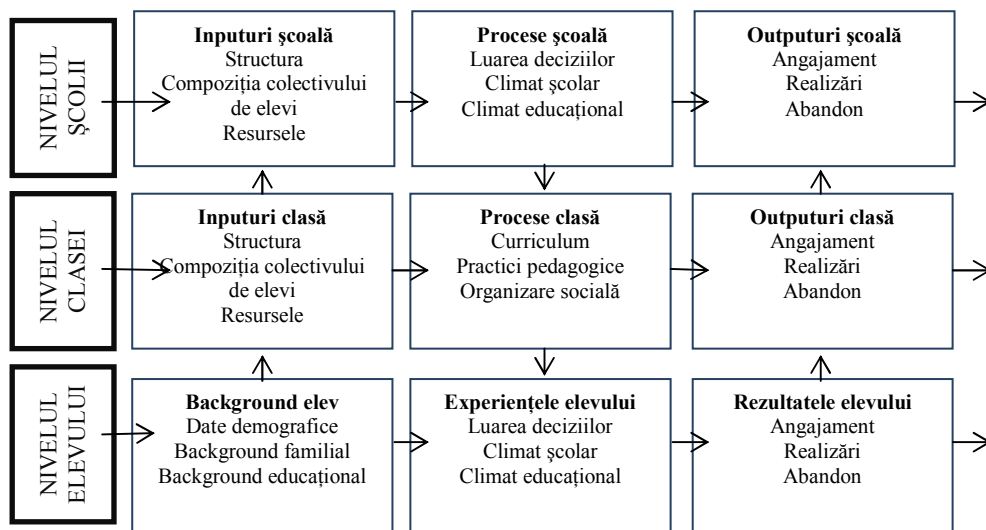 NIVELUL
ŞCOLII
Inputuri şcoală
Structura
Compoziția colectivului
de elevi
Resursele
Procese şcoală
Luarea deciziilor
Climat şcolar
Climat educațional
Outputuri şcoală
Angajament
Realizări
Abandon
NIVELUL
CLASEI
Inputuri clasă
Structura
Compoziția colectivului
de elevi
Resursele
Procese clasă
Curriculum
Practici pedagogice
Organizare socială
Outputuri clasă
Angajament
Realizări
Abandon
NIVELUL
ELEVULUI
Background elev
Date demografice
Background familial
Background educațional
Experiențele elevului
Luarea deciziilor
Climat şcolar
Climat educațional
Rezultatele elevului
Angajament
Realizări
Abandon